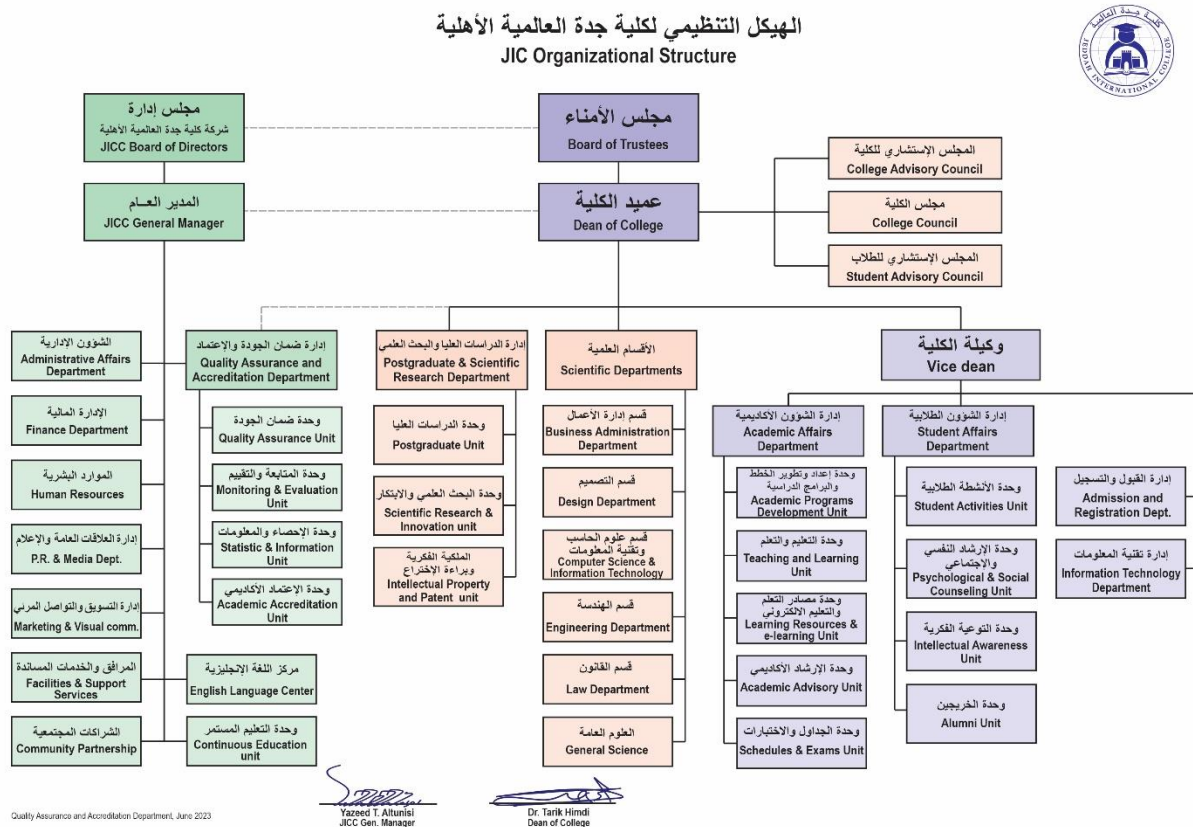 الهيكل التنظيمي لكلية جدة العالمية الأهلية
JIC Organizational Structure
كلية جدة العالمية
JEDDAH INTERNATIONAL COLLEGE
مجلس إدارة
شركة كلية جدة العالمية الأهلية
JICC Board of Directors
مجلس الأمناء
Board of Trustees
المجلس الإستشاري للكلية
College Advisory Council
المدير العـــام
JICC General Manager
عميد الكلية
Dean of College
مجلس الكلية
College Council
المجلس الإستشاري للطلاب
Student Advisory Council
الشؤون الإدارية
Administrative Affairs
Department
إدارة ضمان الجودة والإعتماد
Quality Assurance and
Accreditation Department
إدارة الدراسات العليا والبحث العلمي
Postgraduate & Scientific
Research Department
الأقسام العلمية
Scientific Departments
وكيلة الكلية
Vice dean
الإدارة المالية
Finance Department
الموارد البشرية
Human Resources
إدارة العلاقات العامة والإعلام
P.R. & Media Dept.
إدارة التسويق والتواصل المرئي
Marketing & Visual comm.
المرافق والخدمات المساندة
Facilities & Support
Services
الشراكات المجتمعية
Community Partnership
وحدة ضمان الجودة
Quality Assurance Unit
وحدة المتابعة والتقييم
Monitoring & Evaluation
Unit
وحدة الإحصاء والمعلومات
Statistic & Information
Unit
وحدة الإعتماد الأكاديمي
Academic Accreditation
Unit
مركز اللغة الإنجليزية
English Language Center
وحدة التعليم المستمر
Continuous Education
unit
وحدة الدراسات العليا
Postgraduate Unit
وحدة البحث العلمي والابتكار
Scientific Research &
Innovation unit
الملكية الفكرية
وبراءة الإختراع
Intellectual Property
and Patent unit
قسم إدارة الأعمال
Business Administration
Department
قسم التصميم
Design Department
قسم علوم الحاسب
وتقنية المعلومات
Computer Science &
Information Technology
قسم الهندسة
Engineering Department
قسم القانون
Law Department
العلوم العامة
General Science
إدارة الشؤون الأكاديمية
Academic Affairs
Department
وحدة إعداد وتطوير الخطط
والبرامج الدراسية
Academic Programs
Development Unit
وحدة التعليم والتعلم
Teaching and Learning
Unit
وحدة مصادر التعلم
والتعليم الالكتروني
Learning Resources &
e-learning Unit
وحدة الإرشاد الأكاديمي
Academic Advisory Unit
وحدة الجداول والاختبارات
Schedules & Exams Unit
إدارة الشؤون الطلابية
Student Affairs
Department
وحدة الأنشطة الطلابية
Student Activities Unit
وحدة الإرشاد النفسي
والإجتماعي
Psychological & Social
Counseling Unit
وحدة التوعية الفكرية
Intellectual Awareness
Unit
وحدة الخريجين
Alumni Unit
إدارة القبول والتسجيل
Admission and
Registration Dept.
إدارة تقنية المعلومات
Information Technology
Department
Yazeed T. Altunisi
JICC Gen. Manager
Dr. Tarik Himdi
Dean of College
Quality Assurance and Accreditation Department, June 2023